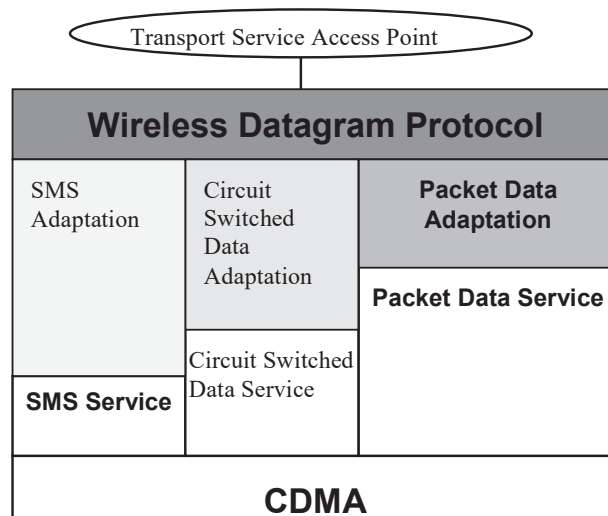 Transport Service Access Point
Wireless Datagram Protocol
SMS
Adaptation
Circuit
Switched
Data
Adaptation
Packet Data
Adaptation
Packet Data Service
Circuit Switched
Data Service
SMS Service
CDMA